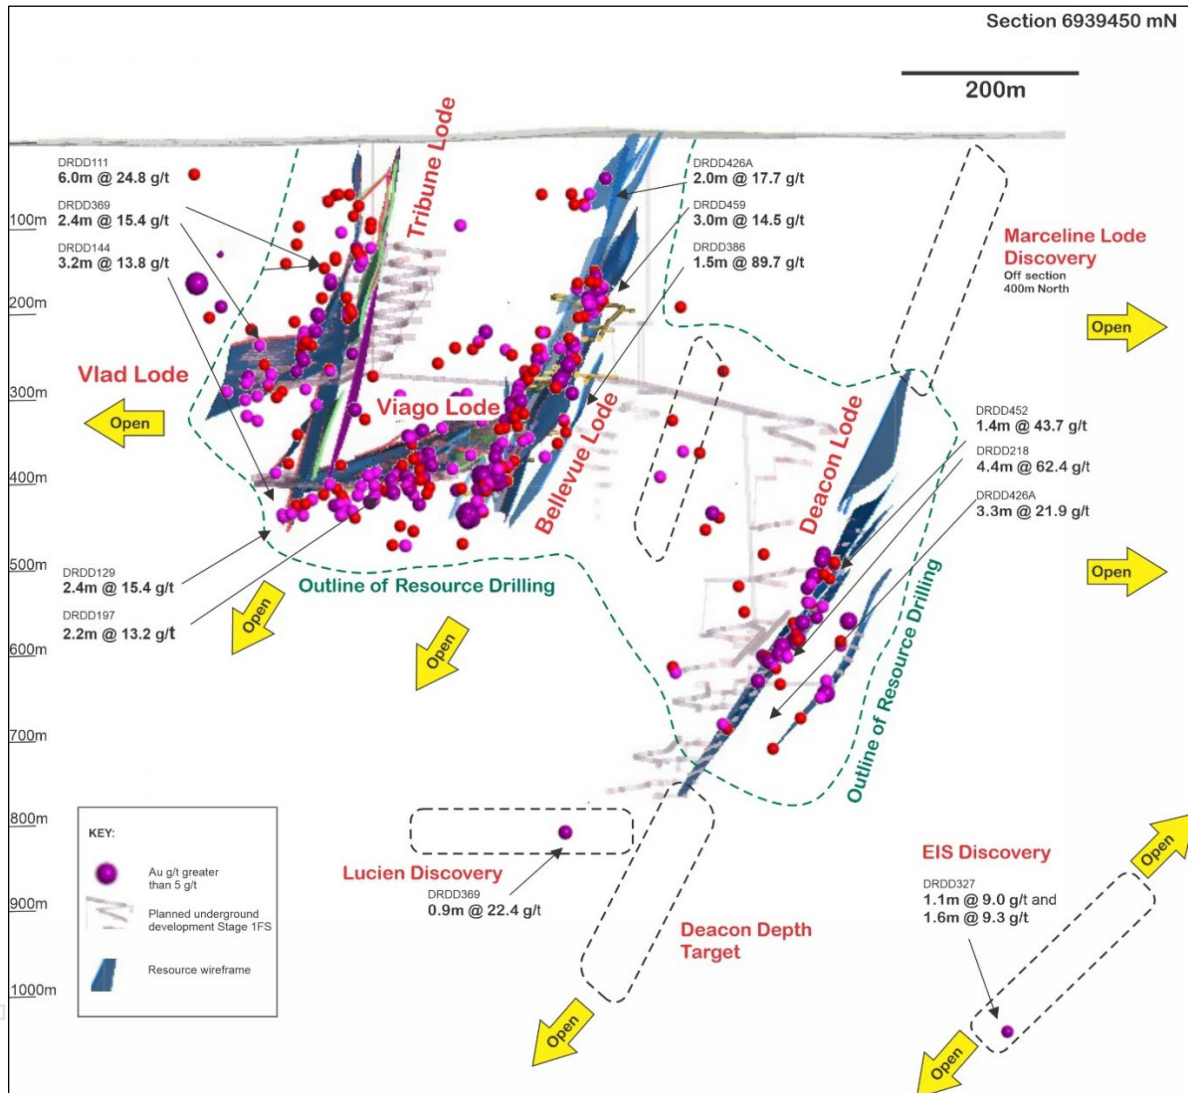 Section 6939450 mN
200m
DRDD111
6.0m @ 24.8 g/t
DRDD369
2.4m @ 15.4 g/t
DRDD144
3.2m @ 13.8 g/t
Tribune Lode
DRDD426A
2.0m @ 17.7 g/t
DRDD459
3.0m @ 14.5 g/t
DRDD386
1.5m @ 89.7 g/t
Marceline Lode
Discovery
Off section
400m North
100m
200m
300m
400m
500m
600m
700m
800m
900m
1000m
Open
Vlad Lode
Open
Viago Lode
Bellevue Lode
Deacon Lode
DRDD452
1.4m @ 43.7 g/t
DRDD218
4.4m @ 62.4 g/t
DRDD426A
3.3m @ 21.9 g/t
Open
DRDD129
2.4m @ 15.4 g/t
DRDD197
2.2m @ 13.2 g/t
Outline of Resource Drilling
Open
Open
Outline of Resource Drilling
KEY:
Au g/t greater
than 5 g/t
Planned underground
development Stage 1FS
Resource wireframe
Lucien Discovery
DRDD369
0.9m @ 22.4 g/t
Deacon Depth
Target
Open
EIS Discovery
DRDD327
1.1m @ 9.0 g/t and
1.6m @ 9.3 g/t
Open
Open